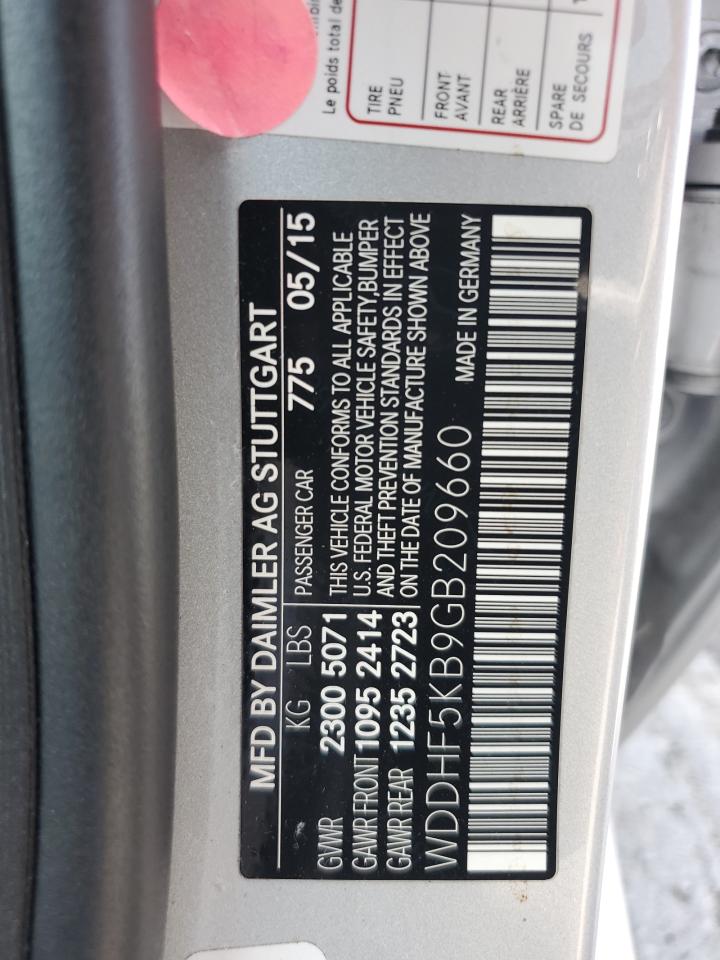 Le poids total de
TIRE
PNEU
FRONT
AVANT
REAR
ARRIÈRE
SPARE
DE SECOURS
MFD BY DAIMLER AG STUTTGART
KG LBS PASSENGER CAR 775 05/15
GVWR 2300 5071 THIS VEHICLE CONFORMS TO ALL APPLICABLE
GAWR FRONT 1095 2414 U.S. FEDERAL MOTOR VEHICLE SAFETY,BUMPER
GAWR REAR 1235 2723 AND THEFT PREVENTION STANDARDS IN EFFECT
ON THE DATE OF MANUFACTURE SHOWN ABOVE
WDDHF5KB9GB209660 MADE IN GERMANY